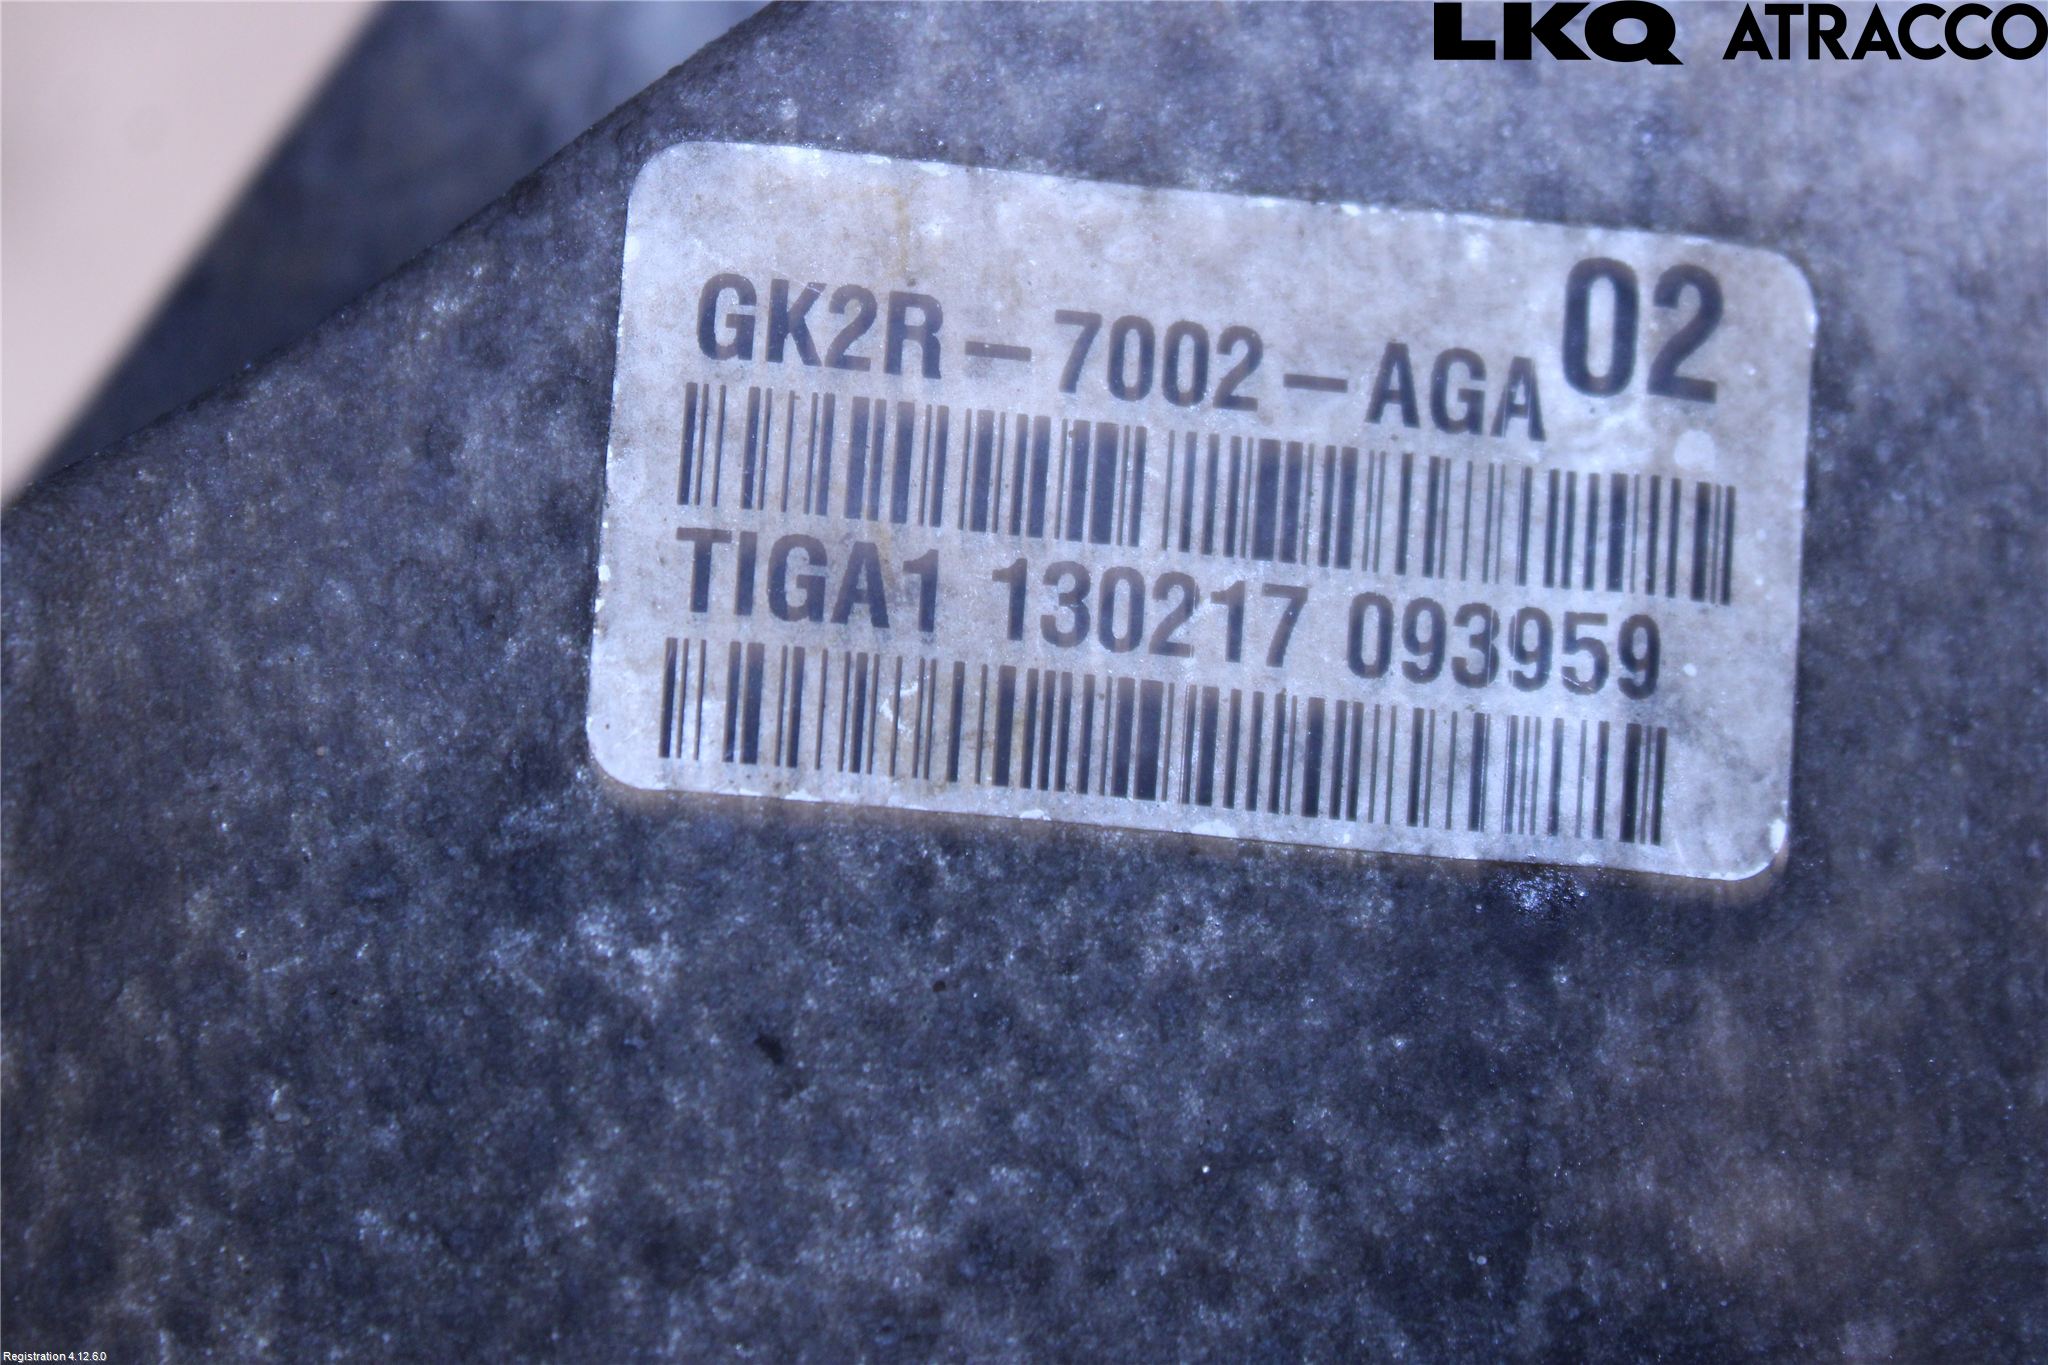 LKQ ATRACCO
GK2R-7002-AGA 02
TIGA1 130217 093959
Registration 4.12.6.0